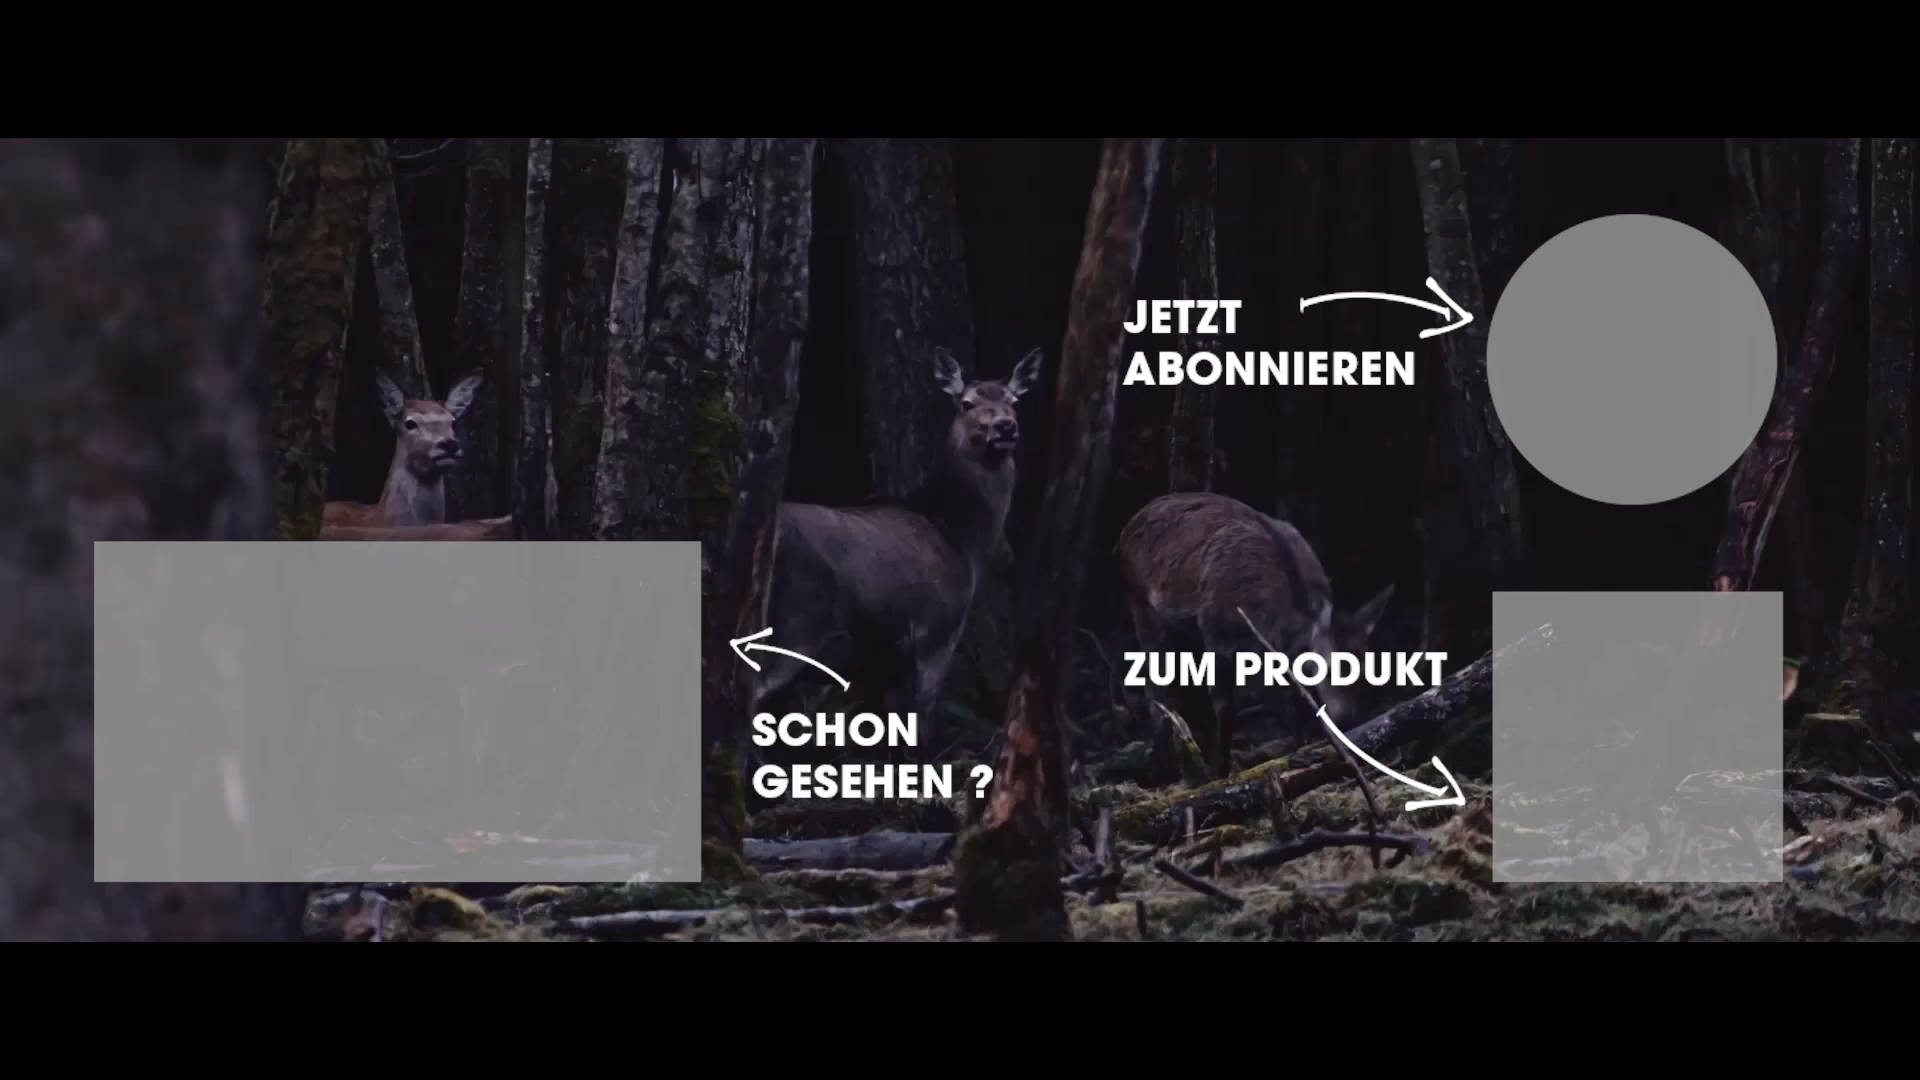 JETZT
ABONNIEREN
ZUM PRODUKT
SCHON
GESEHEN ?